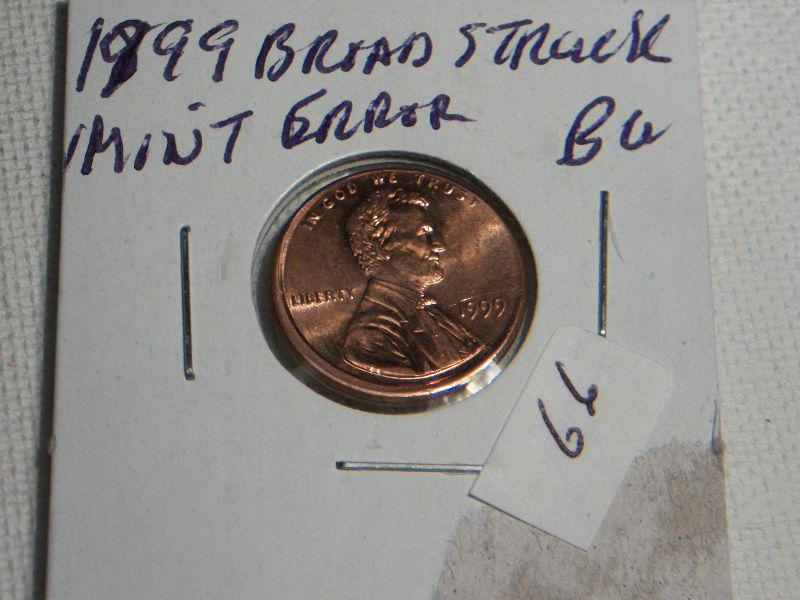 1999 BROAD STRUCK
MINT ERROR BU
IN GOD WE TRUST
LIBERTY 1999
66